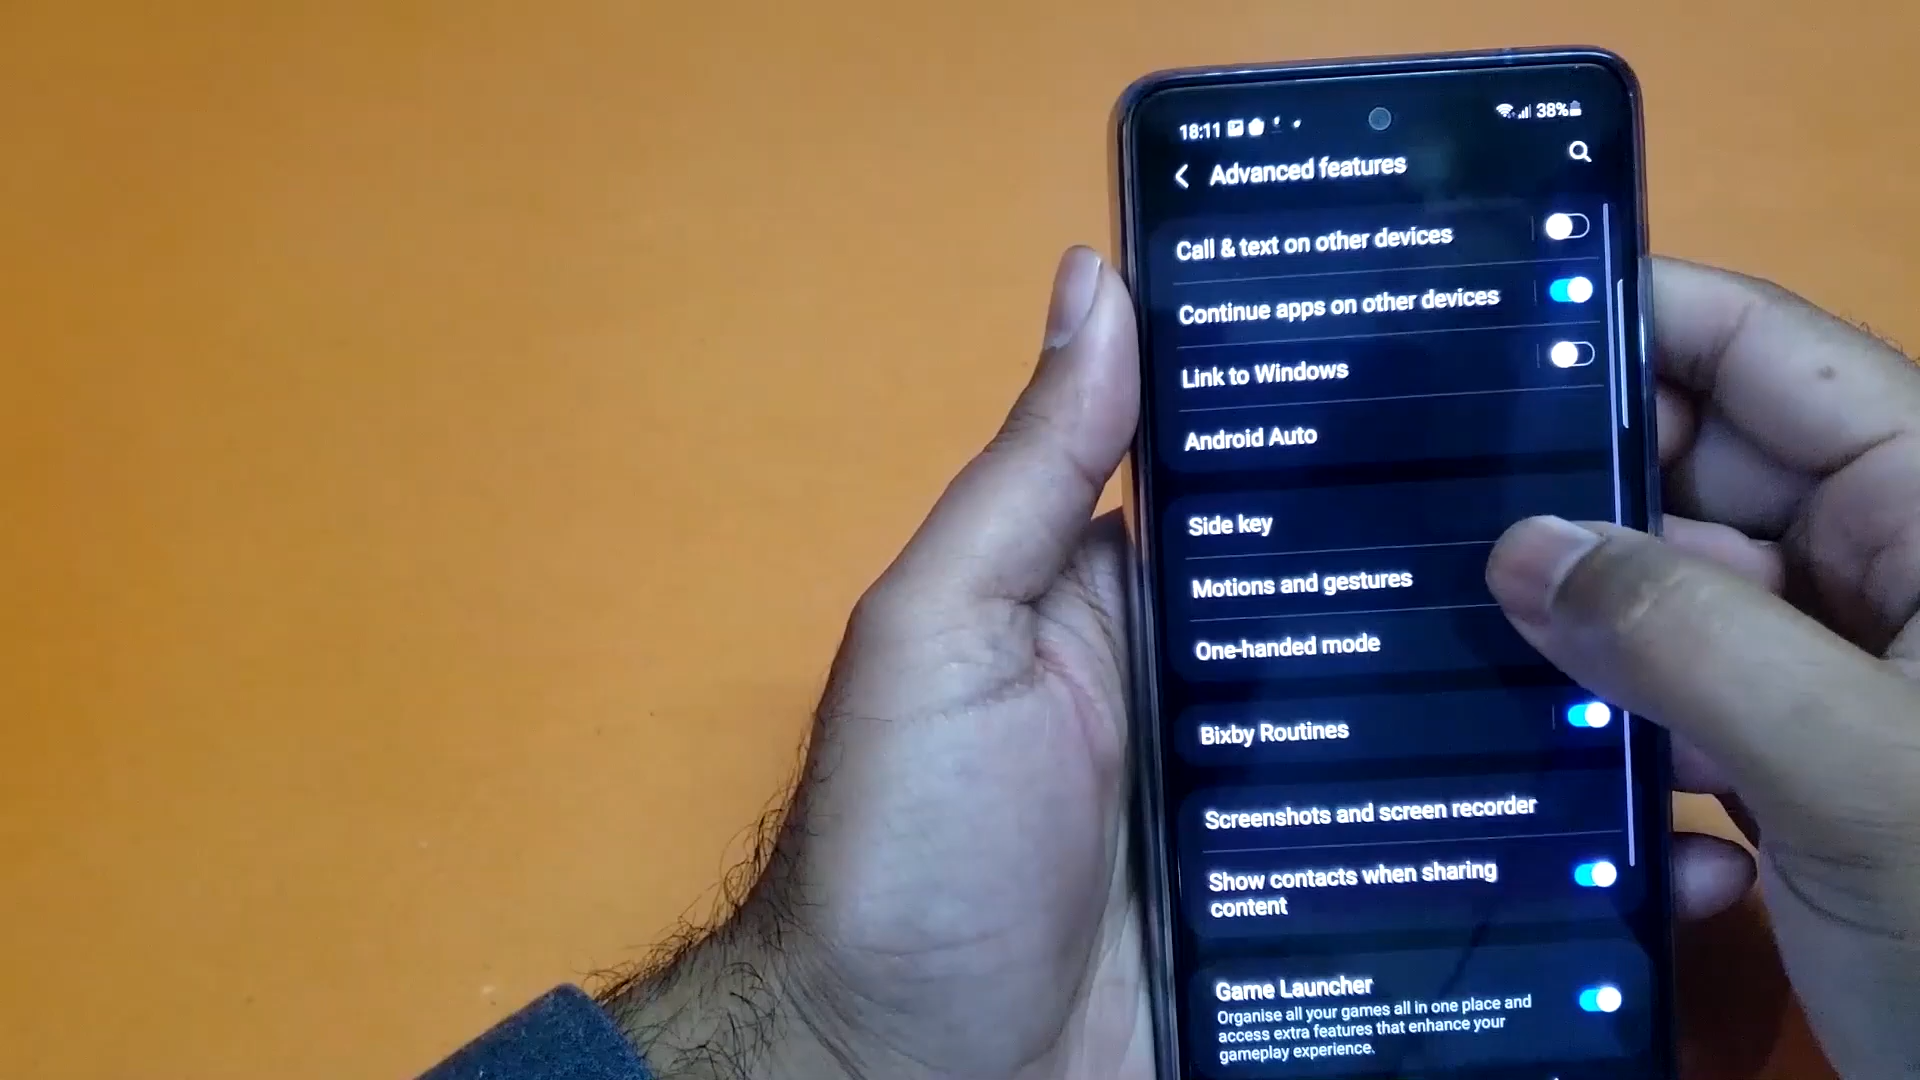 18:11
38%
Advanced features
Call & text on other devices
Continue apps on other devices
Link to Windows
Android Auto
Side key
Motions and gestures
One-handed mode
Bixby Routines
Screenshots and screen recorder
Show contacts when sharing
content
Game Launcher
Organise all your games all in one place and
access extra features that enhance your
gameplay experience.